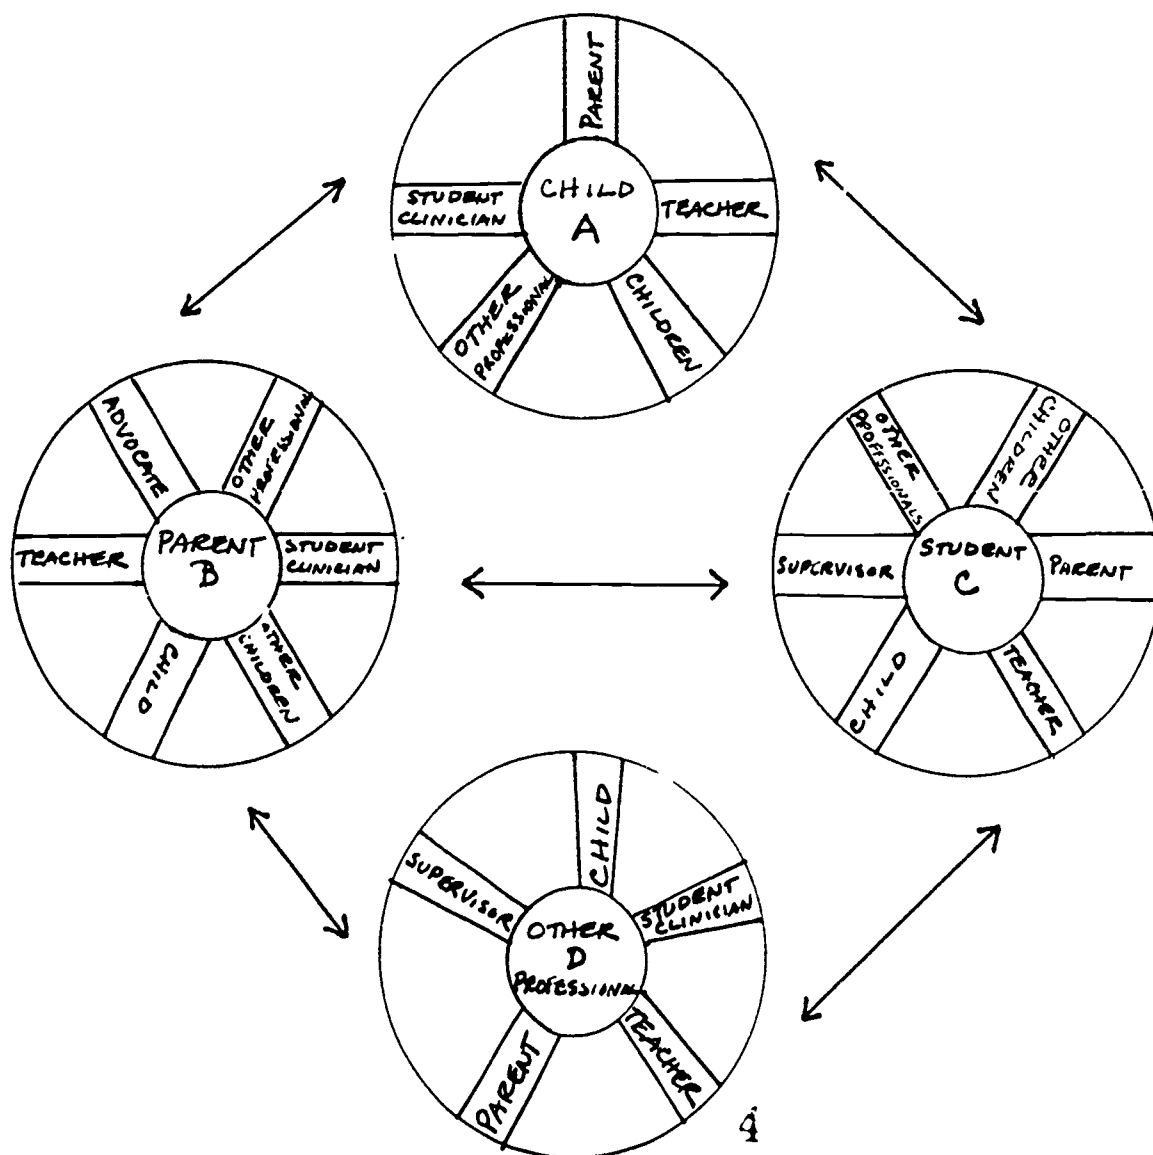 PARENT
CHILD
A
STUDENT
CLINICIAN
TEACHER
OTHER
PROFESSIONAL
CHILDREN
ADVOCATE
OTHER
PROFESSIONAL
PARENT
B
TEACHER
STUDENT
CLINICIAN
CHILD
OTHER
CHILDREN
OTHER
PROFESSIONALS
OTHER
CHILDREN
STUDENT
C
SUPERVISOR
PARENT
CHILD
TEACHER
CHILD
SUPERVISOR
STUDENT
CLINICIAN
OTHER
D
PROFESSIONAL
PARENT
TEACHER
4